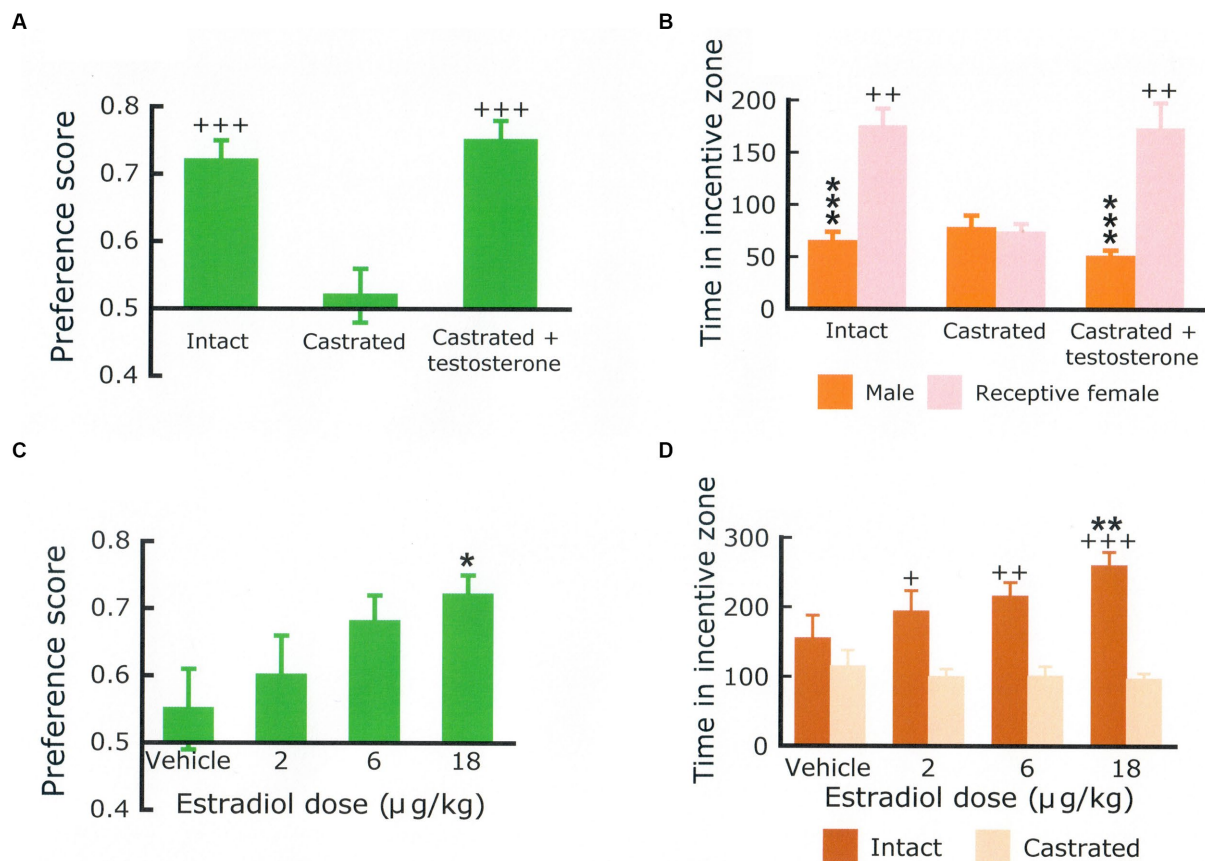 A
Preference score
0.8
0.7
0.6
0.5
0.4
+++
+++
Intact
Castrated
Castrated +
testosterone
B
Time in incentive zone
200
150
100
50
0
***
++
***
++
Intact
Castrated
Castrated +
testosterone
Male
Receptive female
C
Preference score
0.8
0.7
0.6
0.5
0.4
*
Vehicle
2
6
18
Estradiol dose (µg/kg)
D
Time in incentive zone
300
200
100
0
+
++
**
+++
Vehicle
2
6
18
Estradiol dose (µg/kg)
Intact
Castrated